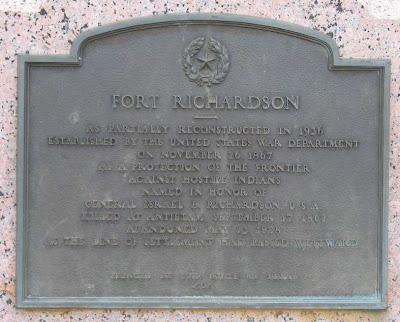 FORT RICHARDSON
AS PARTIALLY RECONSTRUCTED IN 1936
ESTABLISHED BY THE UNITED STATES WAR DEPARTMENT
ON NOVEMBER 26 1867
AS A PROTECTION OF THE FRONTIER
AGAINST HOSTILE INDIANS
NAMED IN HONOR OF
GENERAL ISRAEL B. RICHARDSON, U.S.A.
KILLED AT ANTIETAM SEPTEMBER 17
ABANDONED MAY 1878
AS THE LINE OF SETTLEMENT HAD PASSED WESTWARD